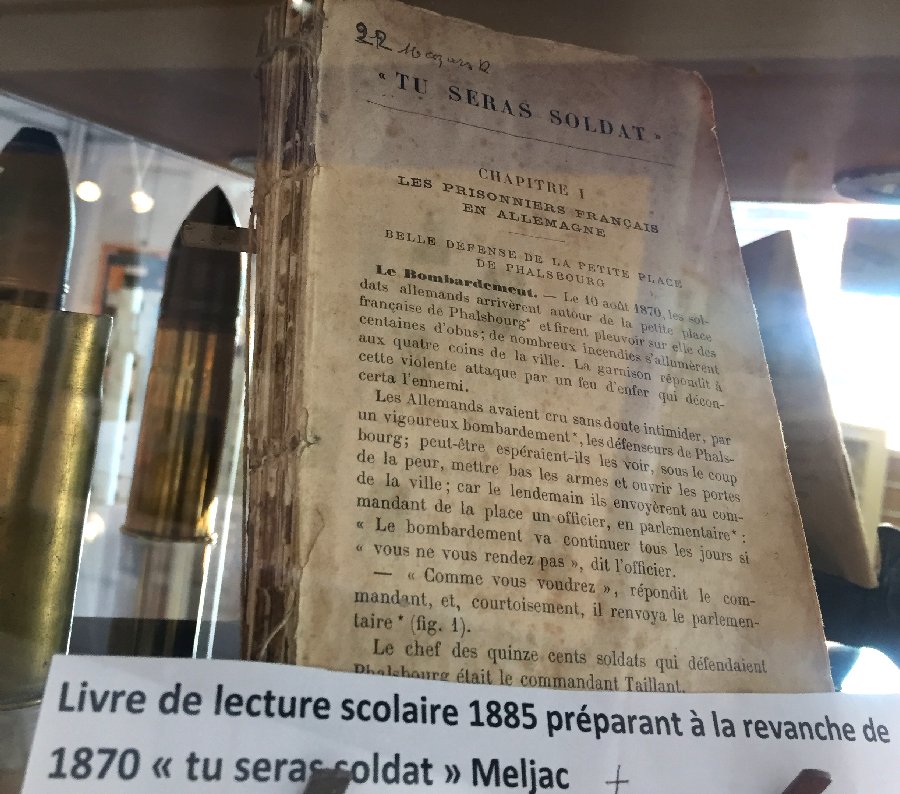 22
« TU SERAS SOLDAT »
CHAPITRE I
LES PRISONNIERS FRANÇAIS
EN ALLEMAGNE
BELLE DÉFENSE DE LA PETITE PLACE
DE PHALSBOURG
Le Bombardement. — Le 10 août 1870, les sol-
dats allemands arrivèrent autour de la petite place
française de Phalsbourg* et firent pleuvoir sur elle des
centaines d'obus; de nombreux incendies s'allumèrent
aux quatre coins de la ville. La garnison répondit à
cette violente attaque par un feu d'enfer qui décon-
certa l'ennemi.
Les Allemands avaient cru sans doute intimider, par
un vigoureux bombardement*, les défenseurs de Phals-
bourg; peut-être espéraient-ils les voir, sous le coup
de la peur, mettre bas les armes et ouvrir les portes
de la ville; car le lendemain ils envoyèrent au com-
mandant de la place un officier, en parlementaire* :
« Le bombardement va continuer tous les jours si
« vous ne vous rendez pas », dit l'officier.
— « Comme vous voudrez », répondit le com-
mandant, et, courtoisement, il renvoya le parlemen-
taire* (fig. 1).
Le chef des quinze cents soldats qui défendaient
Phalsbourg était le commandant Taillant.
Livre de lecture scolaire 1885 préparant à la revanche de
1870 « tu seras soldat » Meljac +